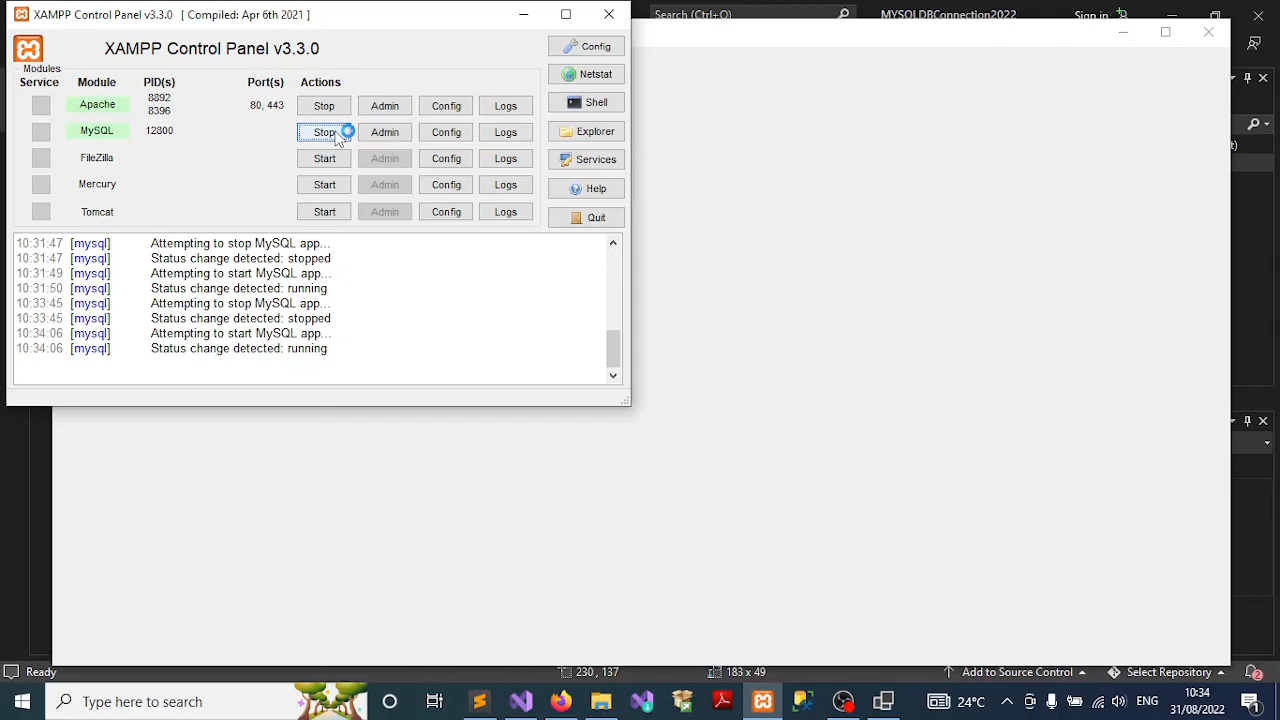 XAMPP Control Panel v3.3.0 [ Compiled: Apr 6th 2021 ]
Search (Ctrl+Q)
MYSQLDBConnection2022
Sign in
XAMPP Control Panel v3.3.0
Config
Modules
Service Module PID(s) Port(s) Actions
Netstat
Apache 8892 8396 80, 443 Stop Admin Config Logs
Shell
MySQL 12800 Stop Admin Config Logs
Explorer
FileZilla Start Admin Config Logs
Services
Mercury Start Admin Config Logs
Help
Tomcat Start Admin Config Logs
Quit
10:31:47 [mysql] Attempting to stop MySQL app...
10:31:47 [mysql] Status change detected: stopped
10:31:49 [mysql] Attempting to start MySQL app...
10:31:50 [mysql] Status change detected: running
10:33:45 [mysql] Attempting to stop MySQL app...
10:33:45 [mysql] Status change detected: stopped
10:34:06 [mysql] Attempting to start MySQL app...
10:34:06 [mysql] Status change detected: running
Ready
230 , 137
183 x 49
Add to Source Control
Select Repository
2
Type here to search
24°C
ENG
10:34
31/08/2022
1